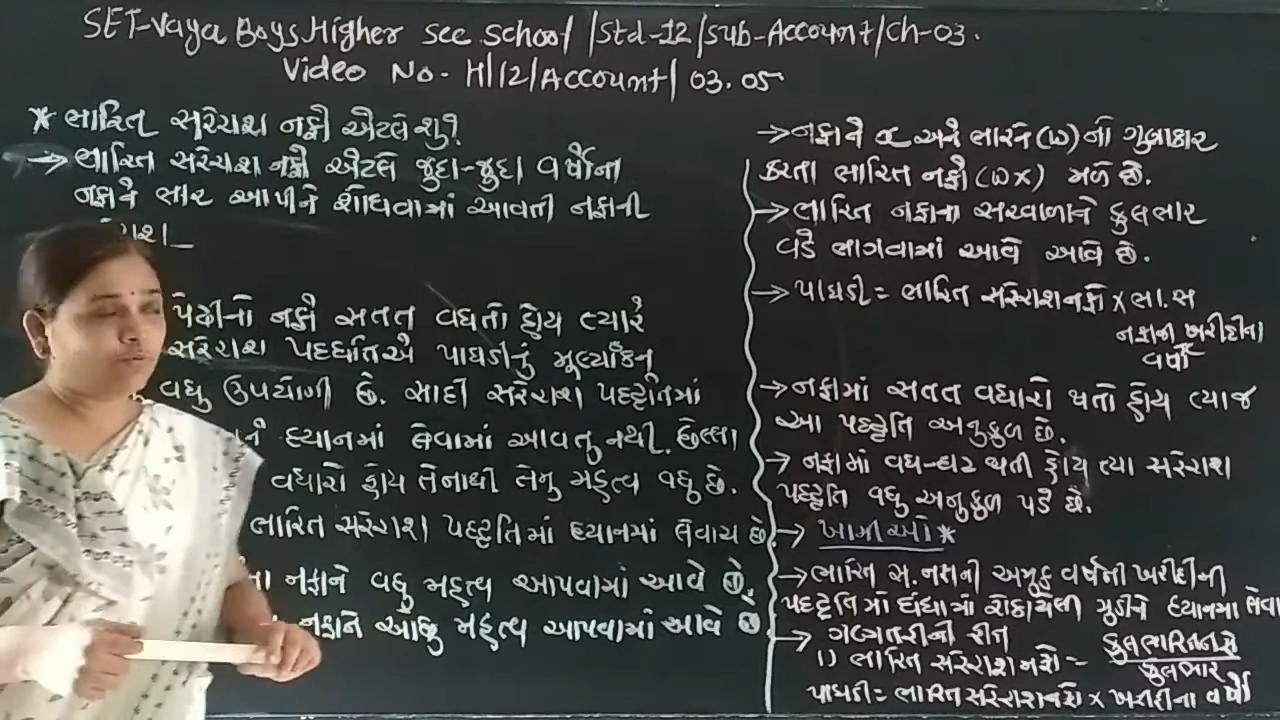 SET-Vaya Boys Higher Sec School /Std-12/Sub-Account/Ch-03.
Video No. H/12/Account/ 03.05
* ભારિત સરેરાશ નફો એટલે શું?
→ ભારિત સરેરાશ નફો એટલે જુદા-જુદા વર્ષોના
નફાને ભાર આપીને શોધવામાં આવતી નફાની
પેઢીનો નફો સતત વધતો હોય ત્યારે
સરેરાશ પદ્ધતિએ પાઘડીનું મૂલ્યાંકન
વધુ ઉપયોગી છે. સાદી સરેરાશ પદ્ધતિમાં
ધ્યાનમાં લેવામાં આવતુ નથી. છેલ્લા
વધારો હોય તેનાથી તેનુ મહત્વ વધુ છે.
ભારિત સરેરાશ પદ્ધતિમાં ધ્યાનમાં લેવાય છે
નફાને વધુ મહત્વ આપવામાં આવે છે.
નફાને ઓછુ મહત્વ આપવામાં આવે છે
→ નફાને x અને ભારને (W) નો ગુણાકાર
કરતા ભારિત નફો (WX) મળે છે.
→ ભારિત નફાના સરવાળાને કુલભાર
વડે ભાગવામાં આવે આવે છે.
→ પાઘડી = ભારિત સરેરાશ નફો × ભા.સ
નફાની ખરીદીના
વર્ષો
→ નફામાં સતત વધારો થતો હોય ત્યાજ
આ પદ્ધતિ અનુકુળ છે.
→ નફામાં વધ-ઘટ થતી હોય ત્યા સરેરાશ
પદ્ધતિ વધુ અનુકુળ પડે છે.
→ ખામીઓ *
→ ભારિત સ.નફાની અમુક વર્ષની ખરીદીની
પદ્ધતિમાં ધંધામાં રોકાયેલી મુડીને ધ્યાનમા લેવા
→ ગણતરીની રીત
1) ભારિત સરેરાશ નફો = કુલ ભારિત નફો / કુલ ભાર
પાઘડી = ભારિત સરેરાશ નફો × ખરીદીના વર્ષો